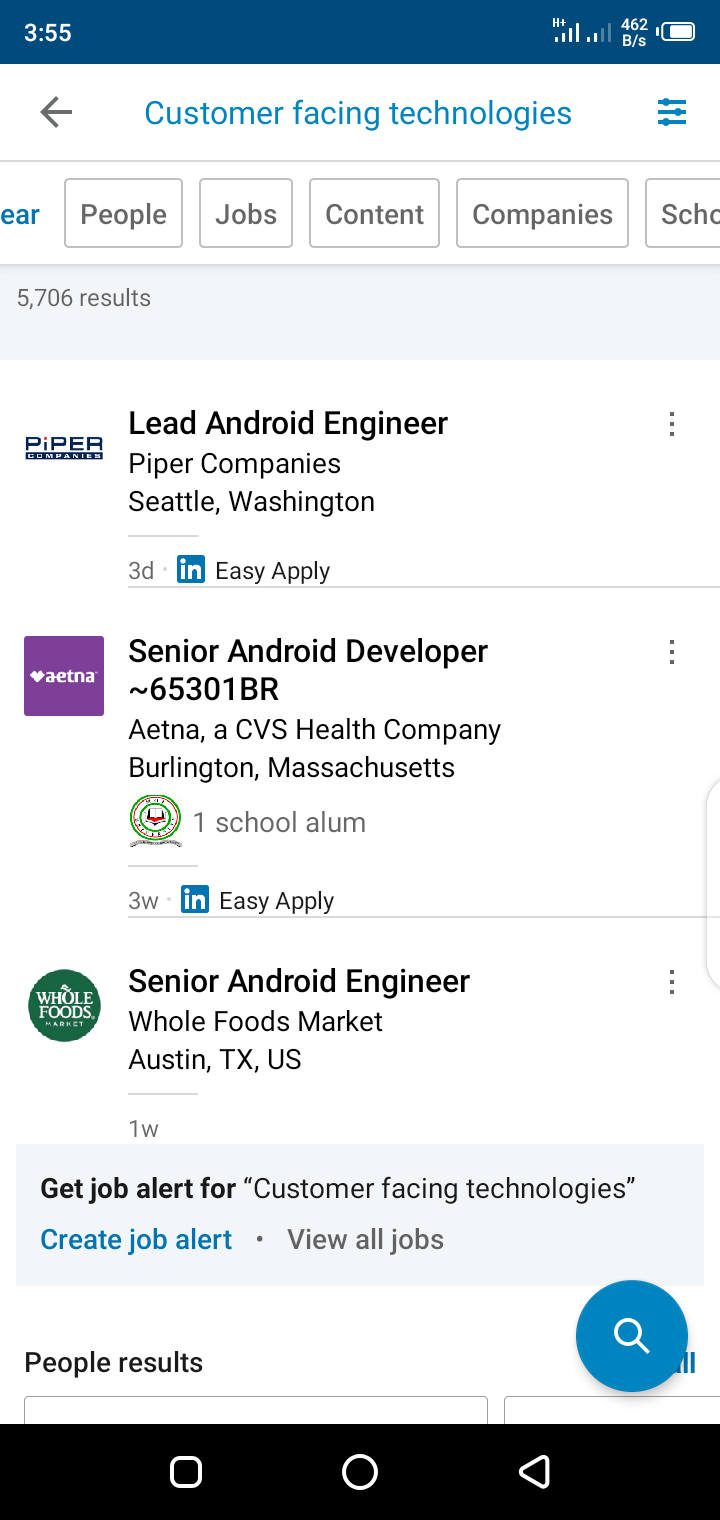 3:55
H+
462
B/s
Customer facing technologies
ear
People
Jobs
Content
Companies
Scho
5,706 results
PiPER
COMPANIES
Lead Android Engineer
Piper Companies
Seattle, Washington
3d · in Easy Apply
aetna
Senior Android Developer
~65301BR
Aetna, a CVS Health Company
Burlington, Massachusetts
1 school alum
3w · in Easy Apply
WHOLE
FOODS
MARKET
Senior Android Engineer
Whole Foods Market
Austin, TX, US
1w
Get job alert for “Customer facing technologies”
Create job alert • View all jobs
People results
ll